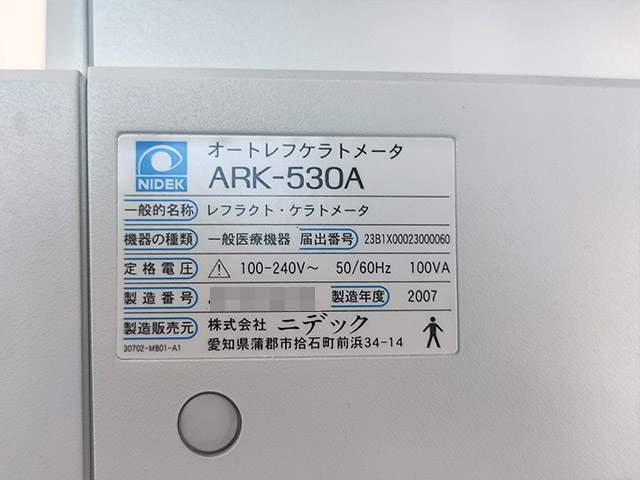 NIDEK
オートレフケラトメータ
ARK-530A
一般的名称 レフラクト・ケラトメータ
機器の種類 一般医療機器 届出番号 23B1X00023000060
定格電圧 ⚠ 100-240V～ 50/60Hz 100VA
製造番号 製造年度 2007
製造販売元 株式会社 ニデック
愛知県蒲郡市拾石町前浜34-14
30702-M801-A1